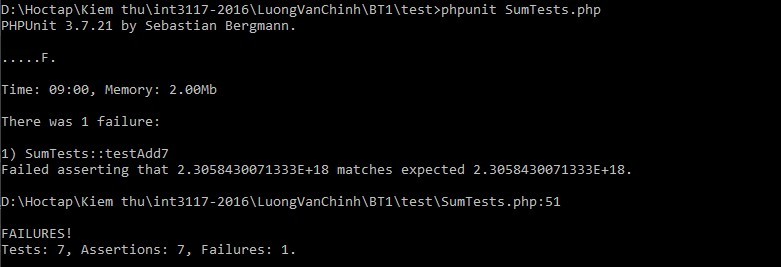 D:\Hoctap\Kiem thu\int3117-2016\LuongVanChinh\BT1\test>phpunit SumTests.php
PHPUnit 3.7.21 by Sebastian Bergmann.
.....F.
Time: 09:00, Memory: 2.00Mb
There was 1 failure:
1) SumTests::testAdd7
Failed asserting that 2.3058430071333E+18 matches expected 2.3058430071333E+18.
D:\Hoctap\Kiem thu\int3117-2016\LuongVanChinh\BT1\test\SumTests.php:51
FAILURES!
Tests: 7, Assertions: 7, Failures: 1.